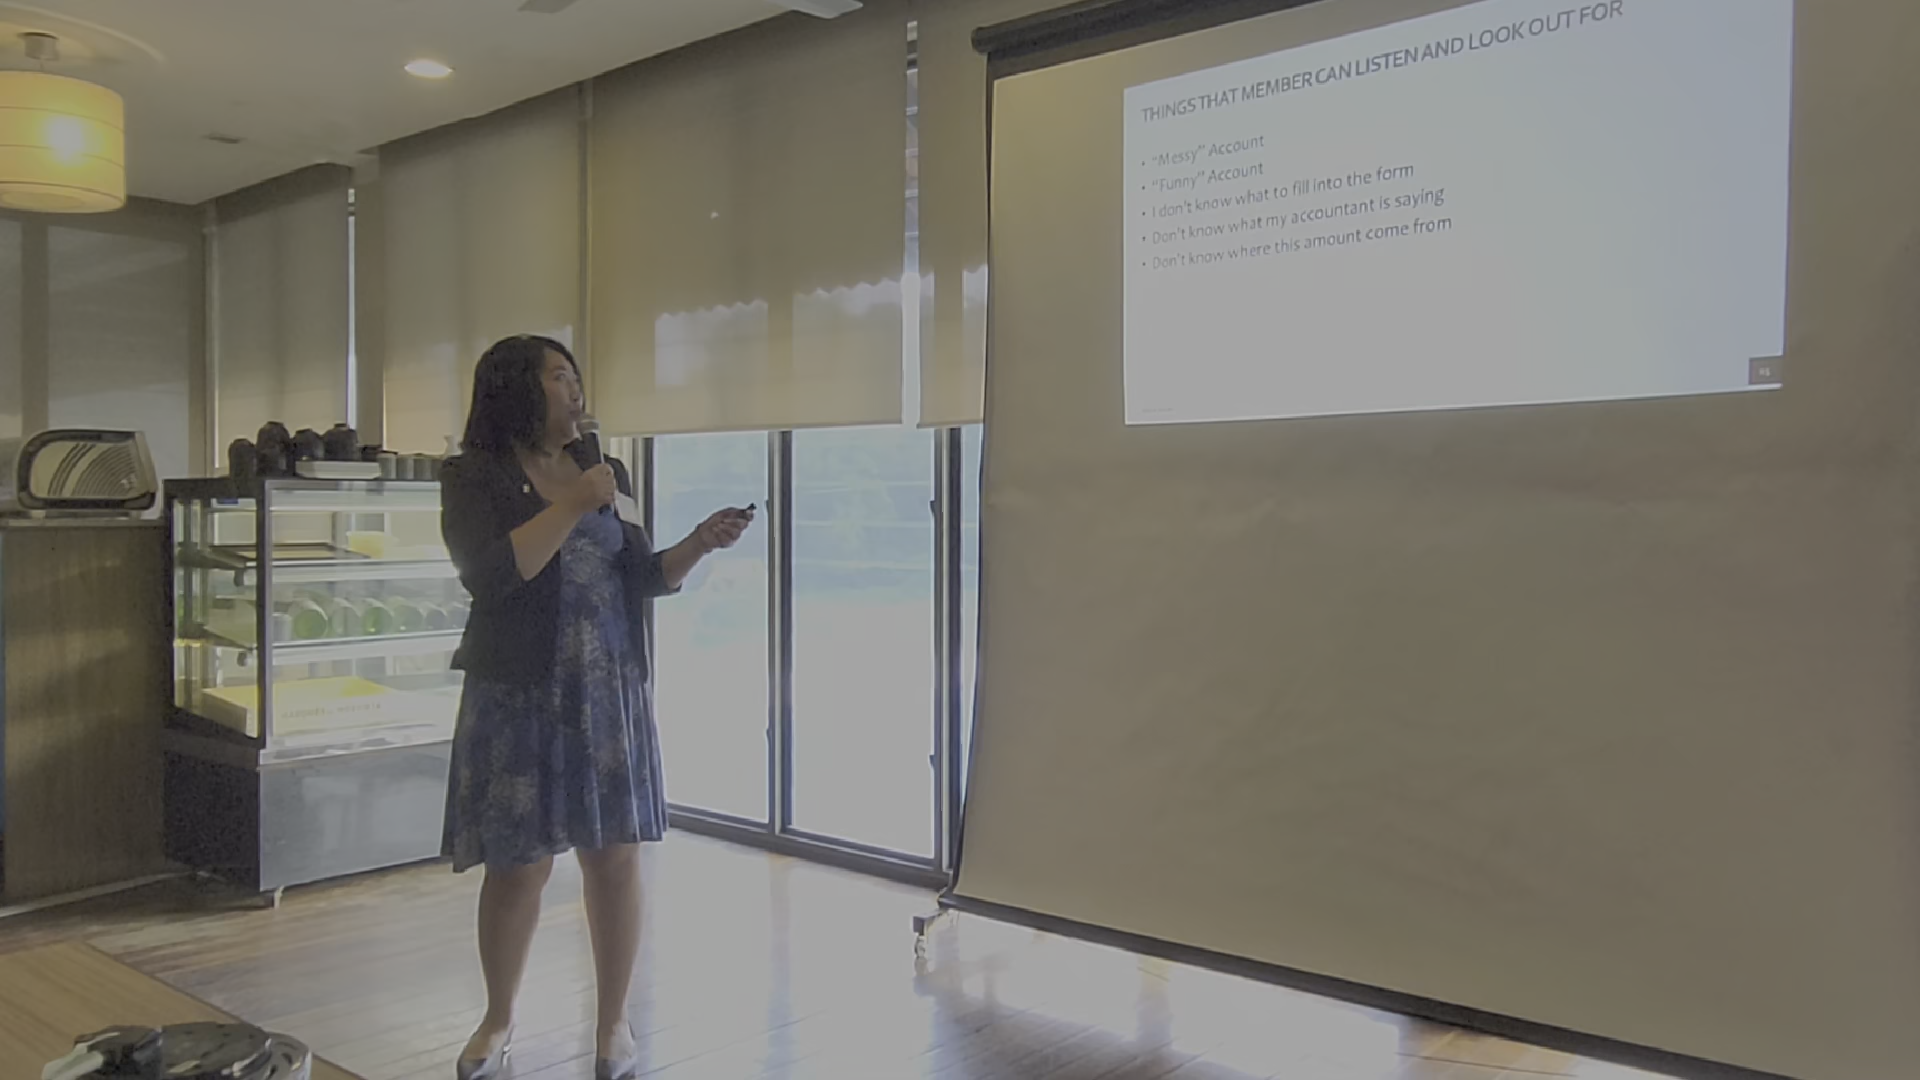 THINGS THAT MEMBER CAN LISTEN AND LOOK OUT FOR
• “Messy” Account
• “Funny” Account
• I don't know what to fill into the form
• Don't know what my accountant is saying
• Don't know where this amount come from